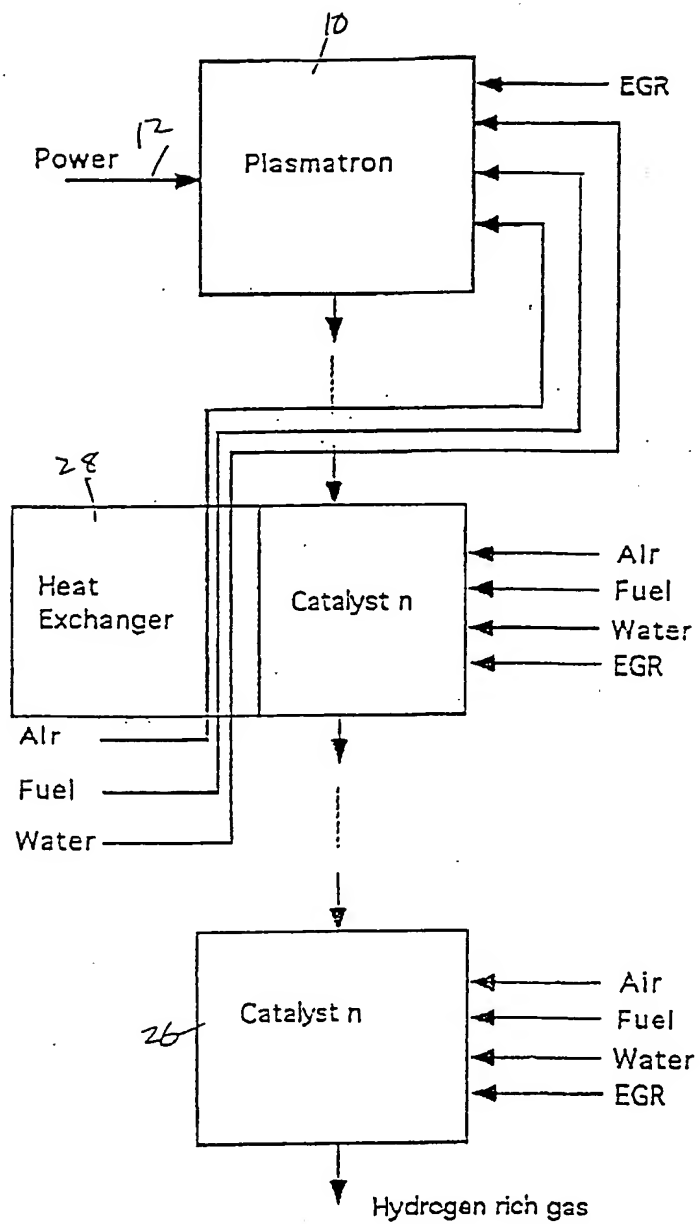 10
EGR
12
Power
Plasmatron
28
Heat
Exchanger
Catalyst n
Air
Fuel
Water
EGR
Air
Fuel
Water
26
Catalyst n
Air
Fuel
Water
EGR
Hydrogen rich gas